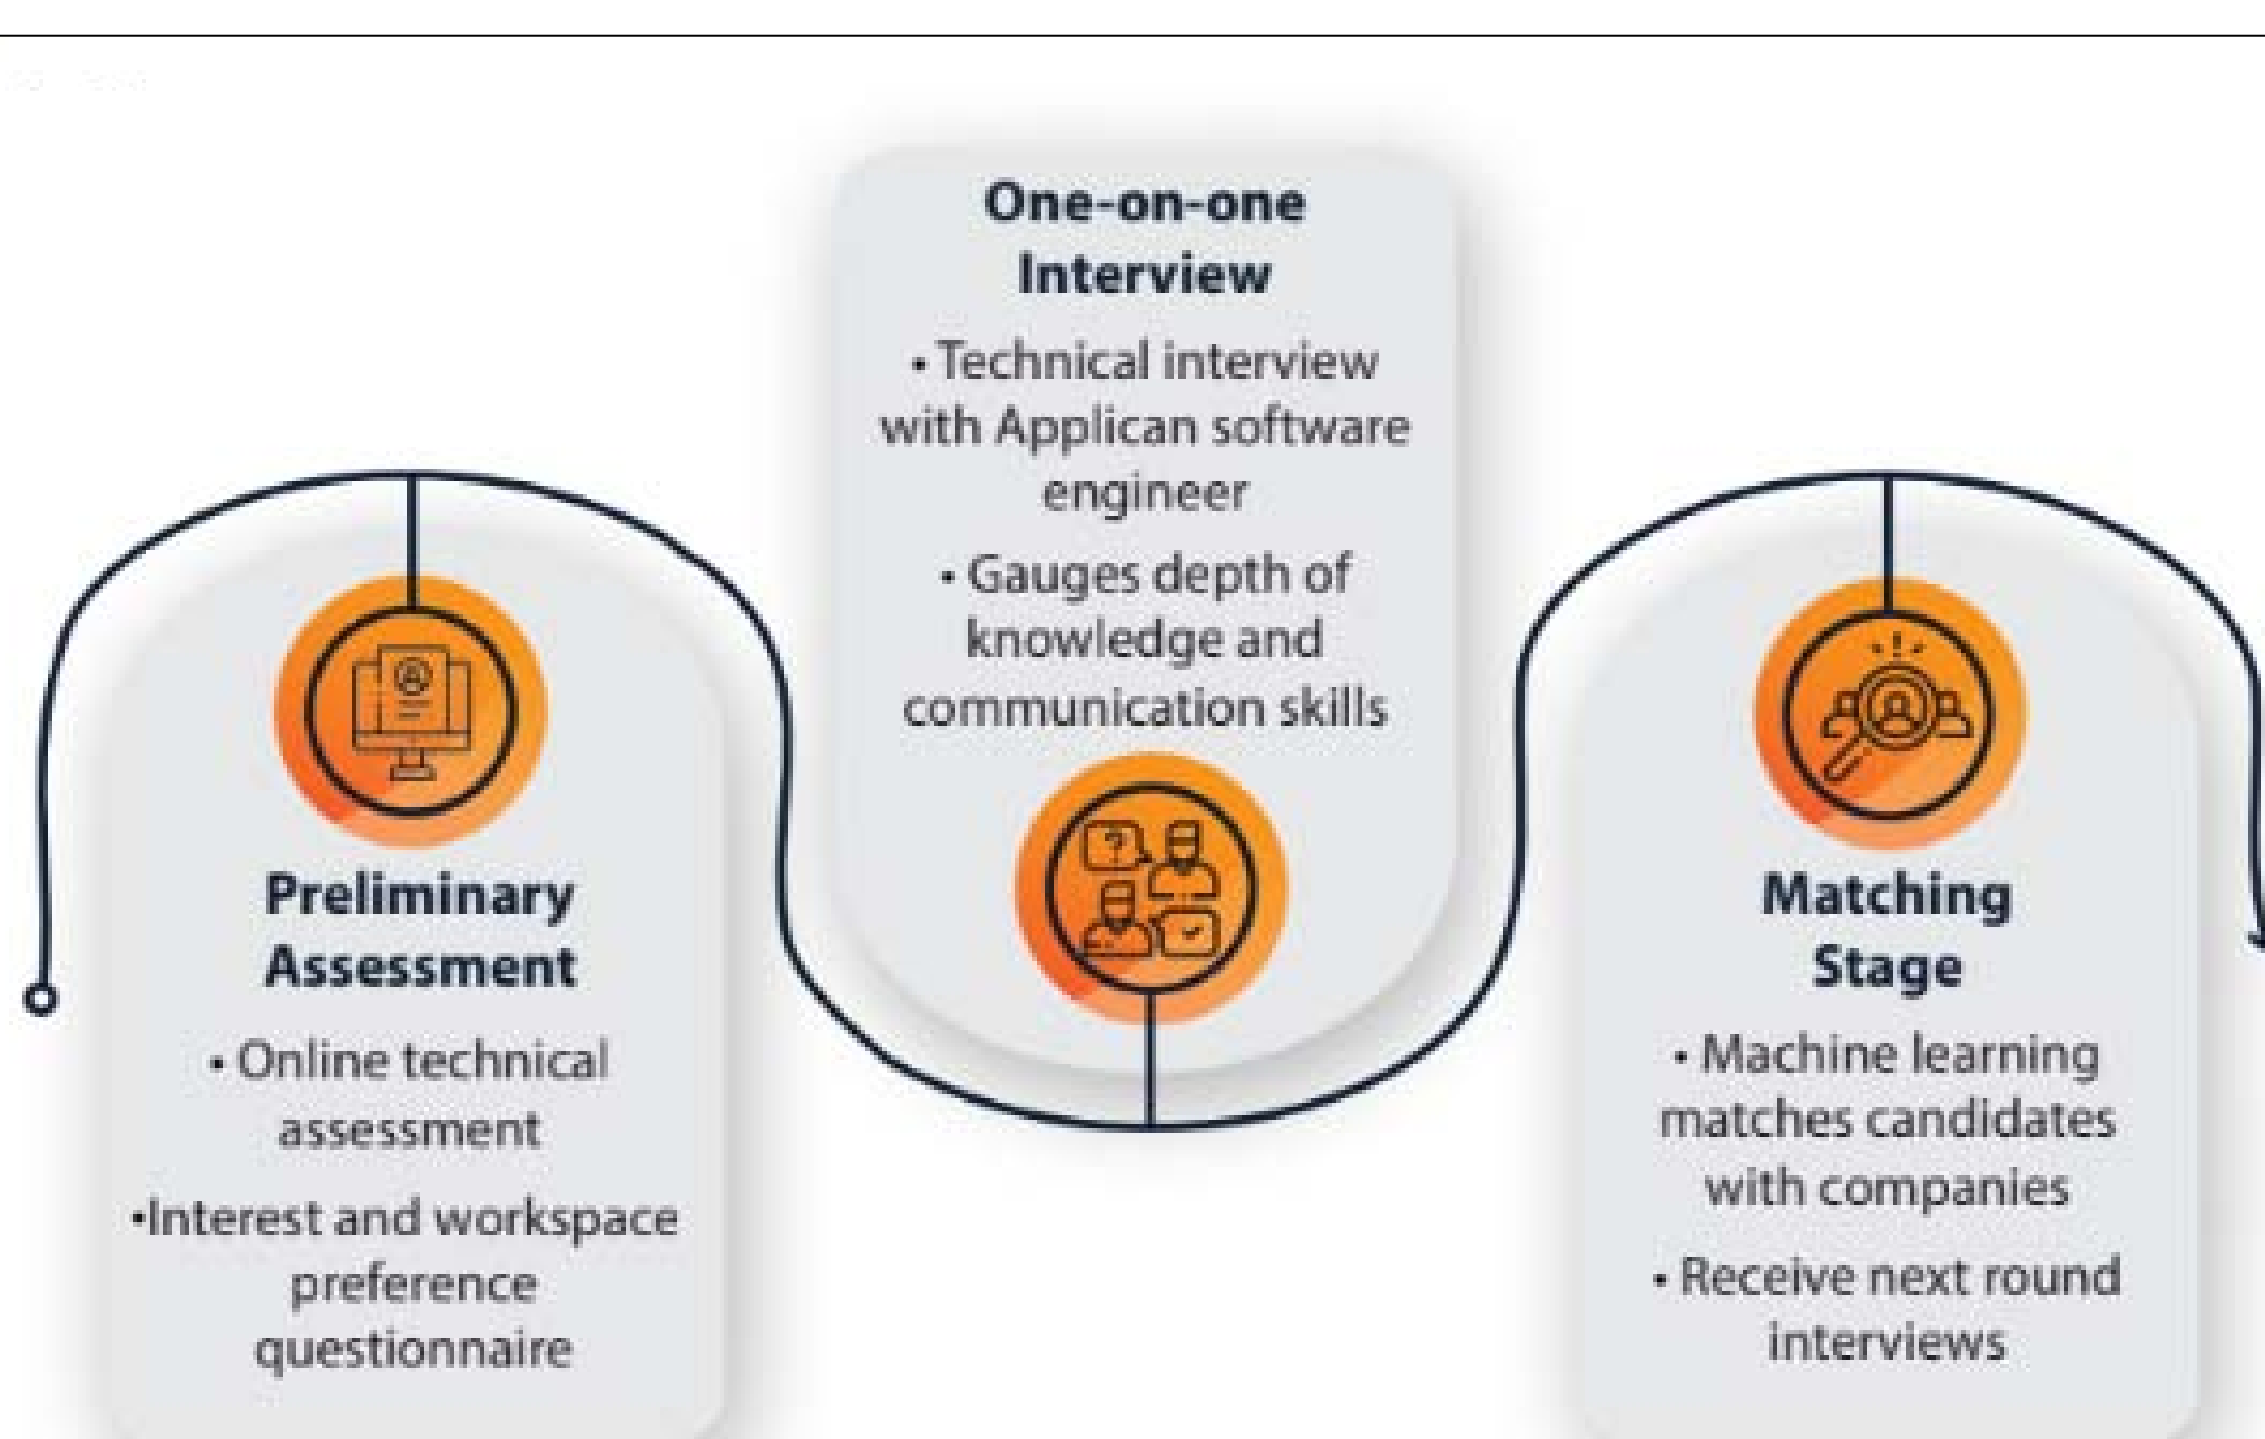 Preliminary
Assessment
• Online technical
assessment
•Interest and workspace
preference
questionnaire
One-on-one
Interview
• Technical interview
with Applican software
engineer
• Gauges depth of
knowledge and
communication skills
?
Matching
Stage
• Machine learning
matches candidates
with companies
• Receive next round
interviews